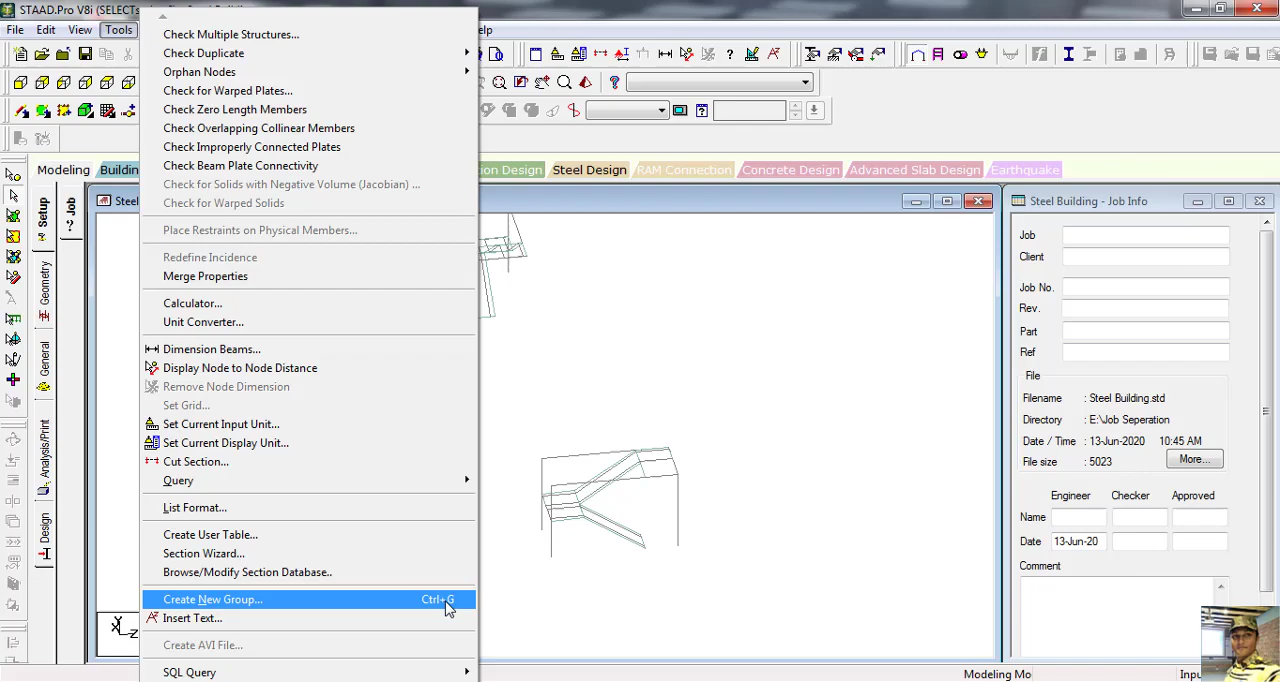 STAAD.Pro V8i (SELECTs
File Edit View Tools
elp
Check Multiple Structures...
Check Duplicate
Orphan Nodes
Check for Warped Plates...
Check Zero Length Members
Check Overlapping Collinear Members
Check Improperly Connected Plates
Check Beam Plate Connectivity
Check for Solids with Negative Volume (Jacobian) ...
Check for Warped Solids
Place Restraints on Physical Members...
Redefine Incidence
Merge Properties
Calculator...
Unit Converter...
Dimension Beams...
Display Node to Node Distance
Remove Node Dimension
Set Grid...
Set Current Input Unit...
Set Current Display Unit...
Cut Section...
Query
List Format...
Create User Table...
Section Wizard...
Browse/Modify Section Database..
Create New Group... Ctrl+G
Insert Text...
Create AVI File...
SQL Query
Modeling Building
ion Design Steel Design RAM Connection Concrete Design Advanced Slab Design Earthquake
Setup
Geometry
General
Analysis/Print
Design
Job
Steel
Y
X
Z
Steel Building - Job Info
Job
Client
Job No.
Rev.
Part
Ref
File
Filename : Steel Building.std
Directory : E:\Job Seperation
Date / Time : 13-Jun-2020 10:45 AM
File size : 5023 More...
Engineer Checker Approved
Name
Date 13-Jun-20
Comment
Modeling Mo
Inpu